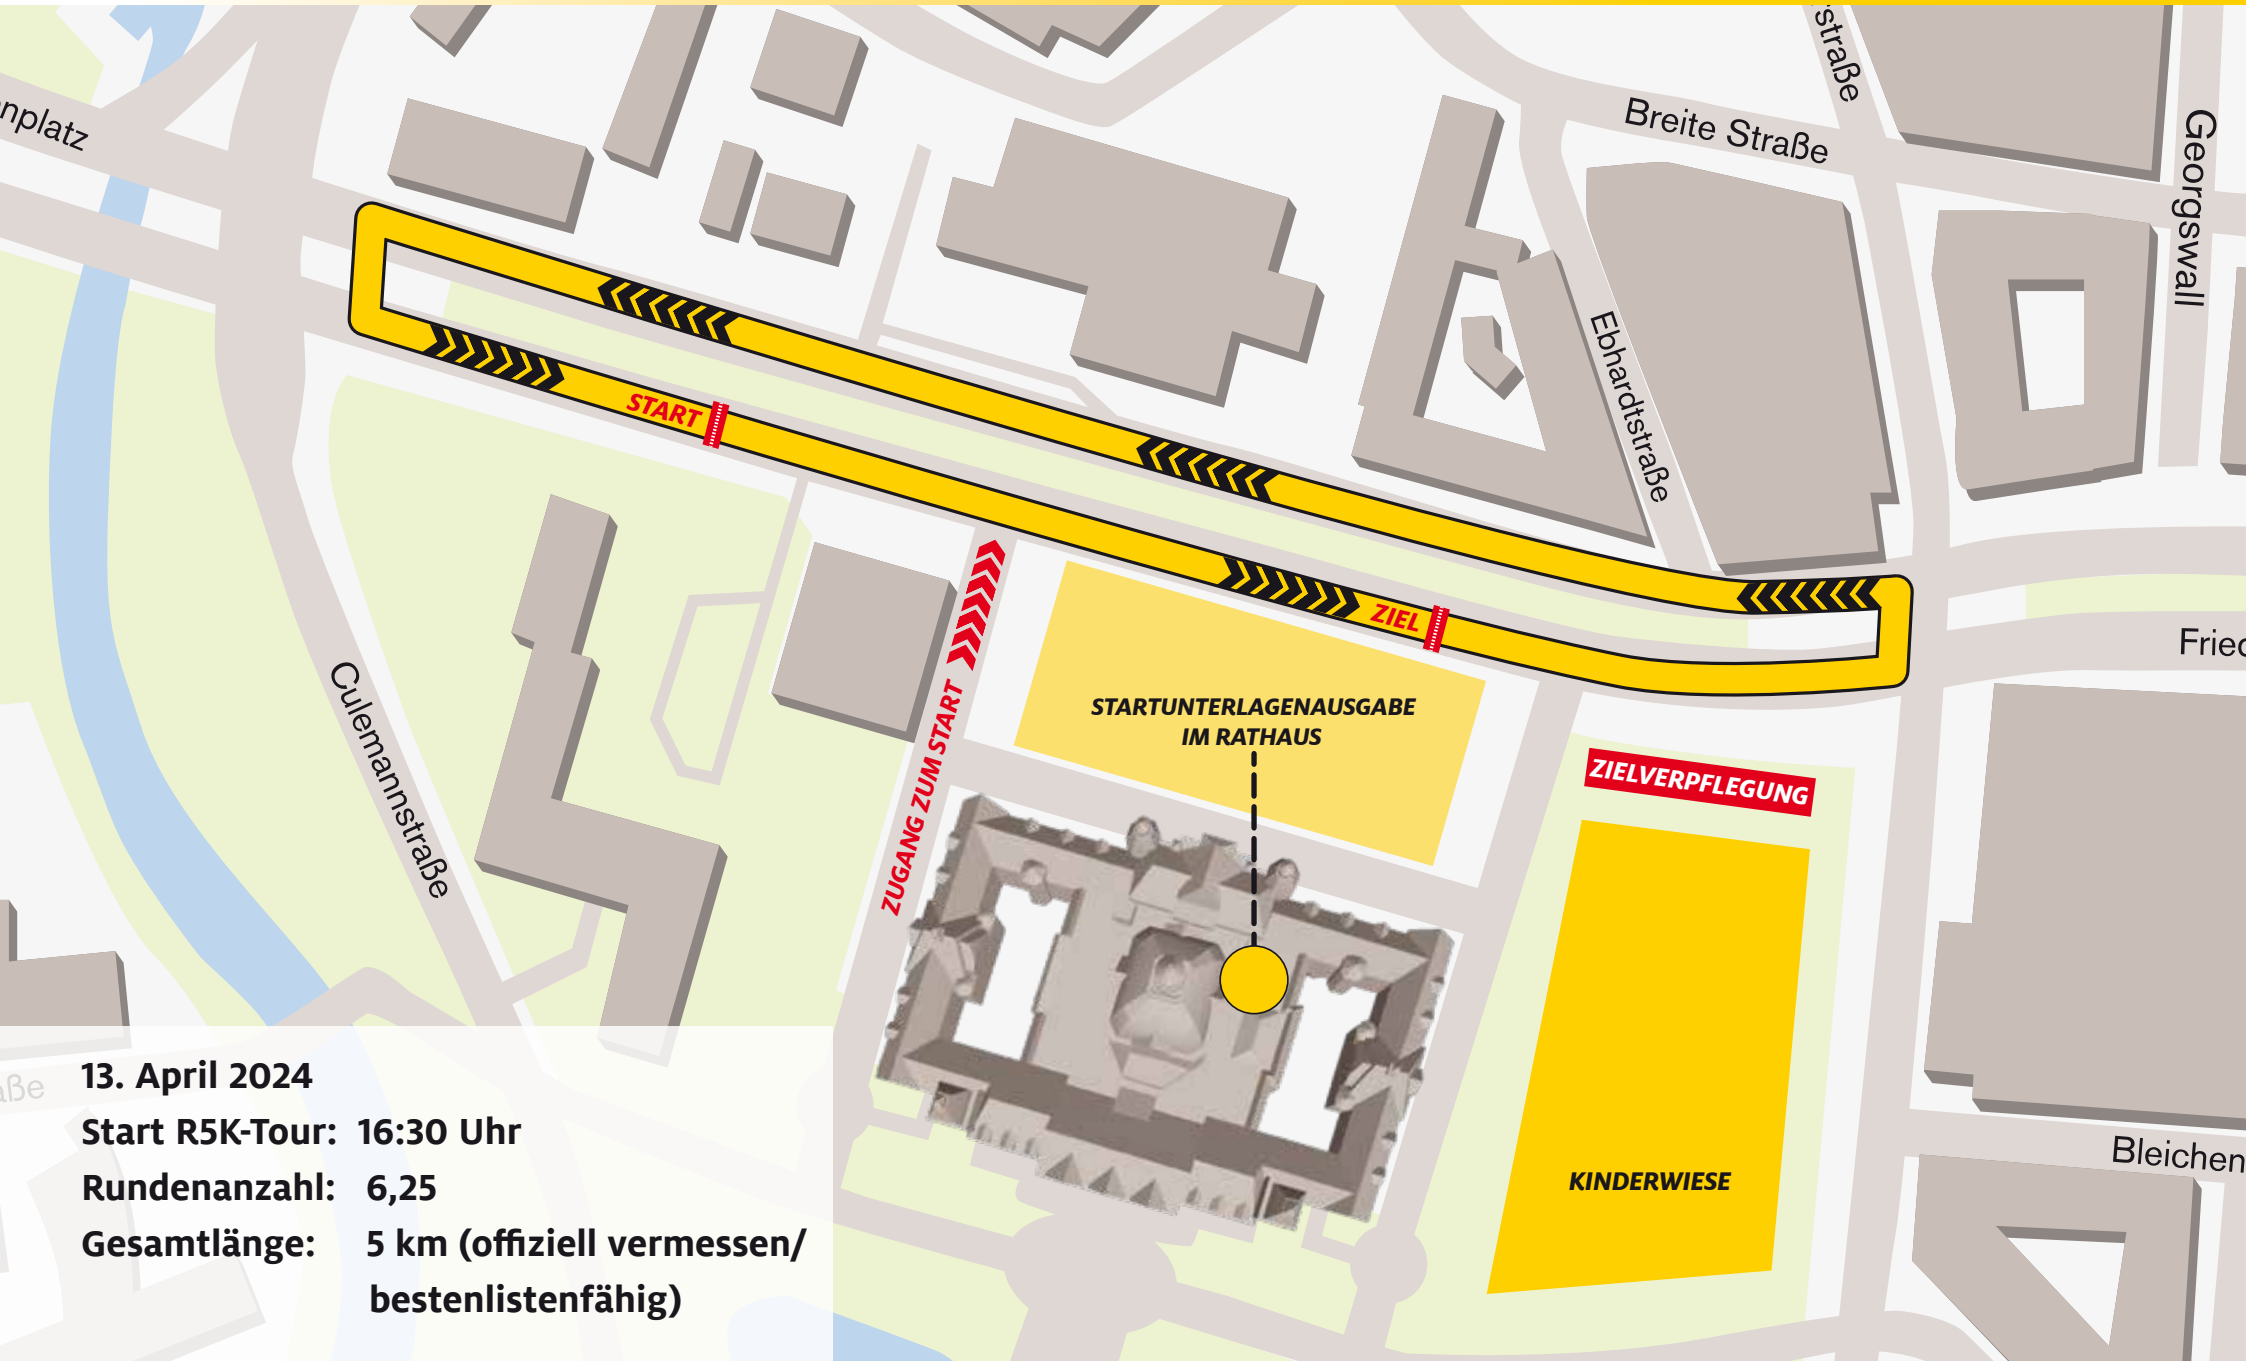 nplatz
straße
Breite Straße
Georgswall
Ebhardtstraße
START
ZIEL
Fried
STARTUNTERLAGENAUSGABE
IM RATHAUS
ZUGANG ZUM START
Culemannstraße
ZIELVERPFLEGUNG
KINDERWIESE
Bleichen
aße
13. April 2024
Start R5K-Tour: 16:30 Uhr
Rundenanzahl: 6,25
Gesamtlänge: 5 km (offiziell vermessen/
bestenlistenfähig)